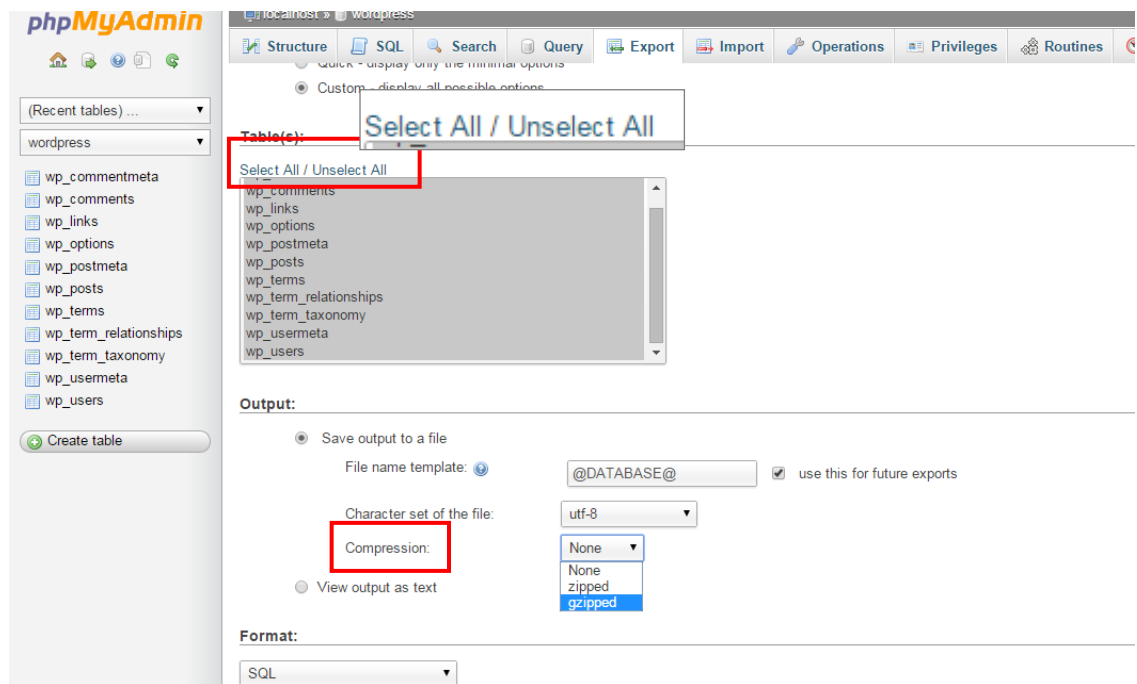 phpMyAdmin
localhost » wordpress
Structure SQL Search Query Export Import Operations Privileges Routines
(Recent tables) ...
wordpress
wp_commentmeta
wp_comments
wp_links
wp_options
wp_postmeta
wp_posts
wp_terms
wp_term_relationships
wp_term_taxonomy
wp_usermeta
wp_users
Create table
Quick - display only the minimal options
Custom - display all possible options
Select All / Unselect All
Table(s):
Select All / Unselect All
wp_comments
wp_links
wp_options
wp_postmeta
wp_posts
wp_terms
wp_term_relationships
wp_term_taxonomy
wp_usermeta
wp_users
Output:
Save output to a file
File name template: @DATABASE@ use this for future exports
Character set of the file: utf-8
Compression: None
None
zipped
gzipped
View output as text
Format:
SQL